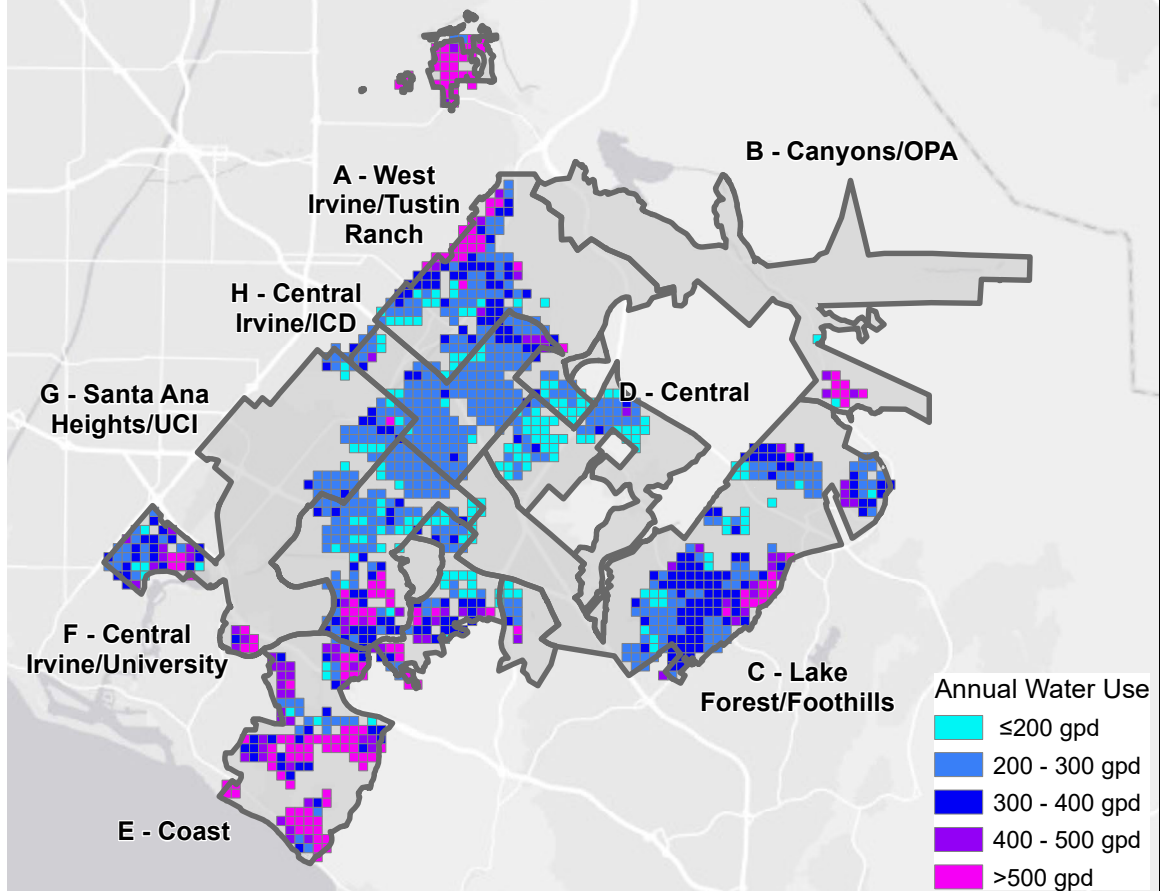 B - Canyons/OPA
A - West
Irvine/Tustin
Ranch
H - Central
Irvine/ICD
G - Santa Ana
Heights/UCI
D - Central
F - Central
Irvine/University
C - Lake
Forest/Foothills
E - Coast
Annual Water Use
≤200 gpd
200 - 300 gpd
300 - 400 gpd
400 - 500 gpd
>500 gpd